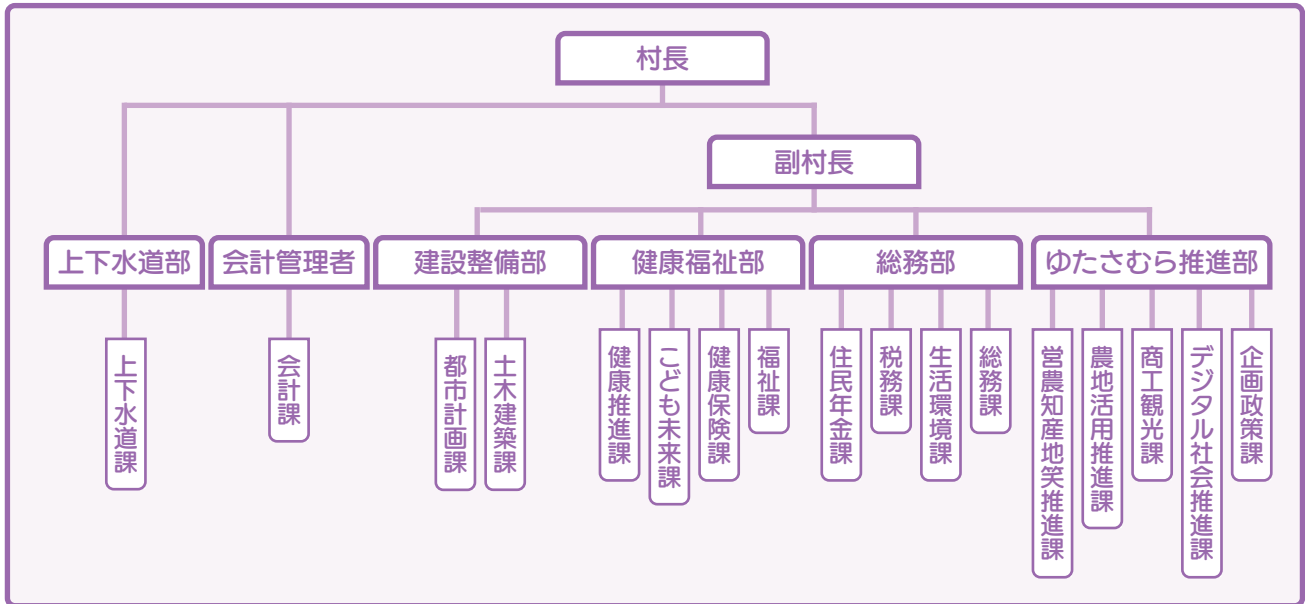 村長
副村長
上下水道部
会計管理者
建設整備部
健康福祉部
総務部
ゆたさむら推進部
上下水道課
会計課
都市計画課
土木建築課
健康推進課
こども未来課
健康保険課
福祉課
住民年金課
税務課
生活環境課
総務課
営農知産地笑推進課
農地活用推進課
商工観光課
デジタル社会推進課
企画政策課